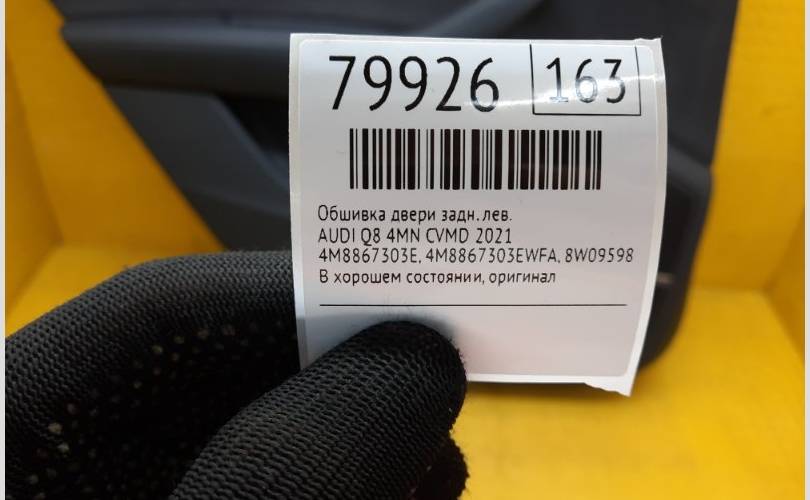 79926 163
Обшивка двери задн. лев.
AUDI Q8 4MN CVMD 2021
4M8867303E, 4M8867303EWFA, 8W09598
В хорошем состоянии, оригинал